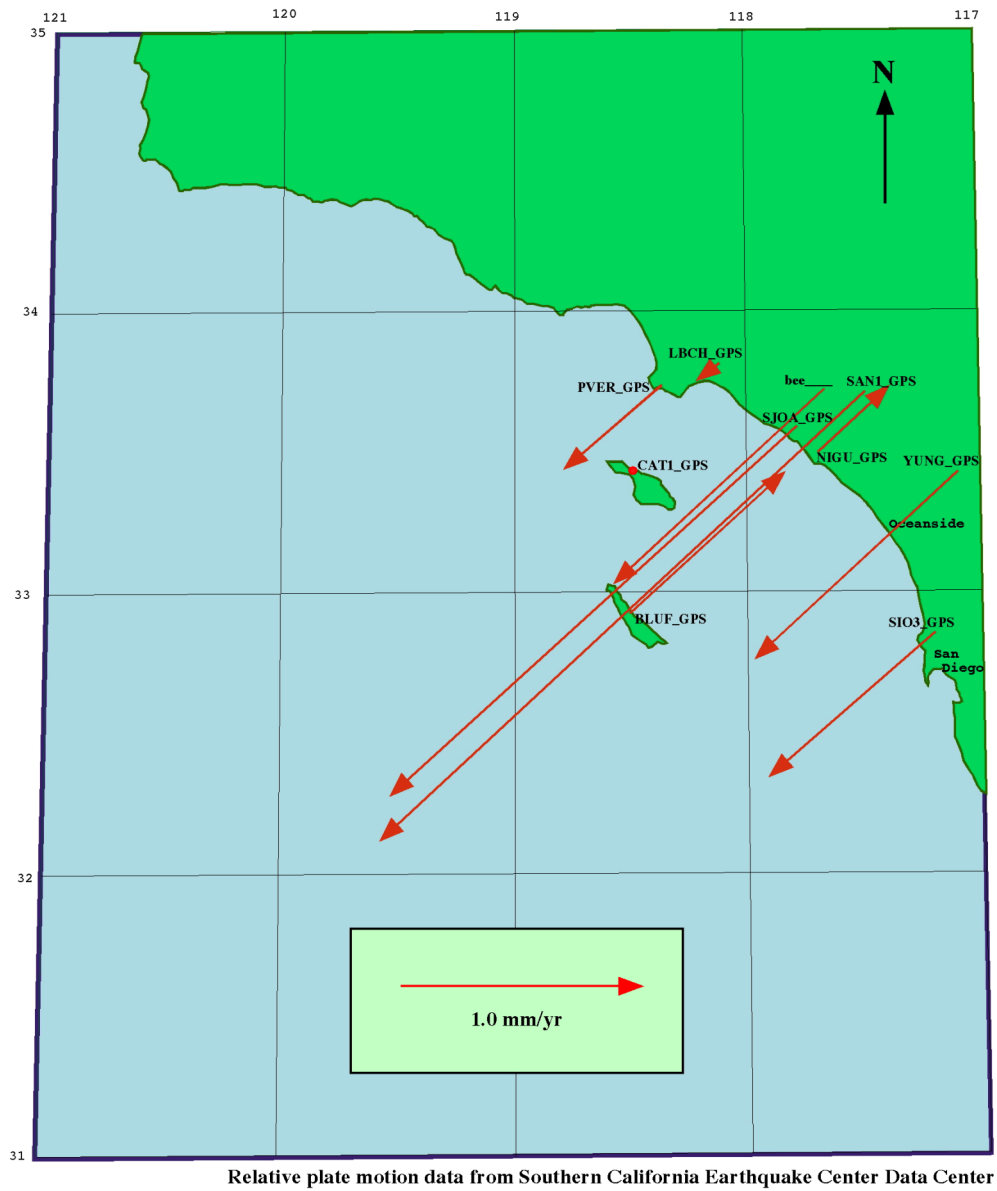 121
120
119
118
117
35
N
34
LBCH_GPS
PVER_GPS
bee____
SAN1_GPS
SJOA_GPS
CAT1_GPS
NIGU_GPS
YUNG_GPS
Oceanside
33
BLUF_GPS
SIO3_GPS
San
Diego
32
1.0 mm/yr
31
Relative plate motion data from Southern California Earthquake Center Data Center